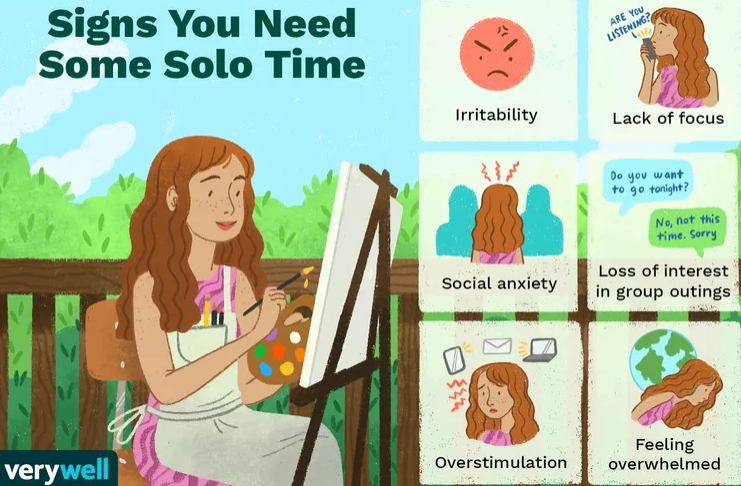 Signs You Need
Some Solo Time
Irritability
ARE YOU
LISTENING?
Lack of focus
Social anxiety
Do you want
to go tonight?
No, not this
time. Sorry
Loss of interest
in group outings
Overstimulation
Feeling
overwhelmed
verywell